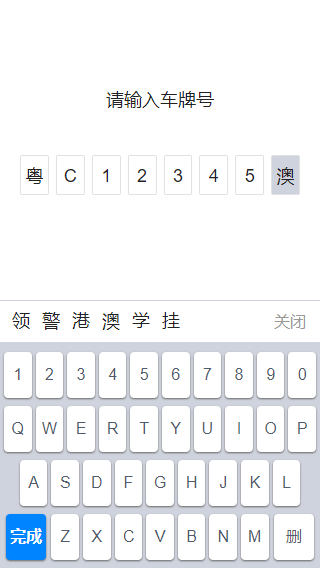 请输入车牌号
粤 C 1 2 3 4 5 澳
领 警 港 澳 学 挂 关闭
1 2 3 4 5 6 7 8 9 0
Q W E R T Y U I O P
A S D F G H J K L
完成 Z X C V B N M 删